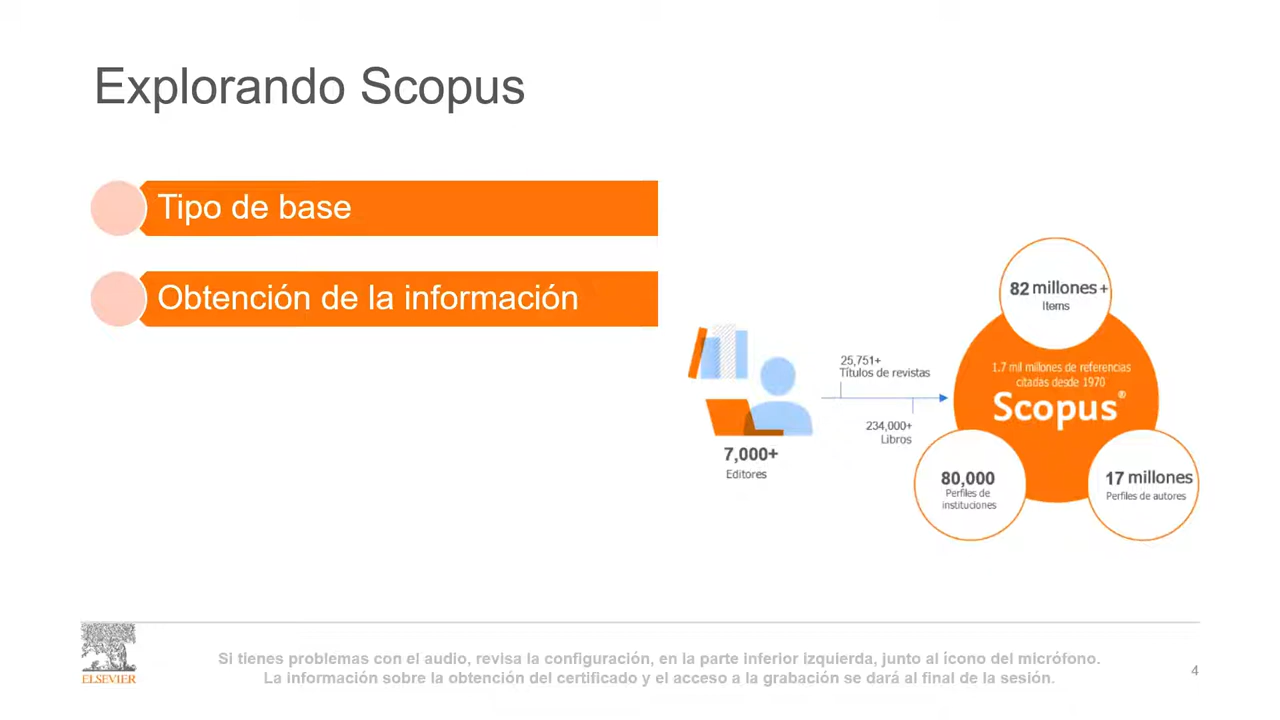 Explorando Scopus
Tipo de base
Obtención de la información
82 millones+
Items
25,751+
Títulos de revistas
1.7 mil millones de referencias
citadas desde 1970
Scopus®
234,000+
Libros
7,000+
Editores
80,000
Perfiles de
instituciones
17 millones
Perfiles de autores
ELSEVIER
Si tienes problemas con el audio, revisa la configuración, en la parte inferior izquierda, junto al ícono del micrófono.
La información sobre la obtención del certificado y el acceso a la grabación se dará al final de la sesión.
4